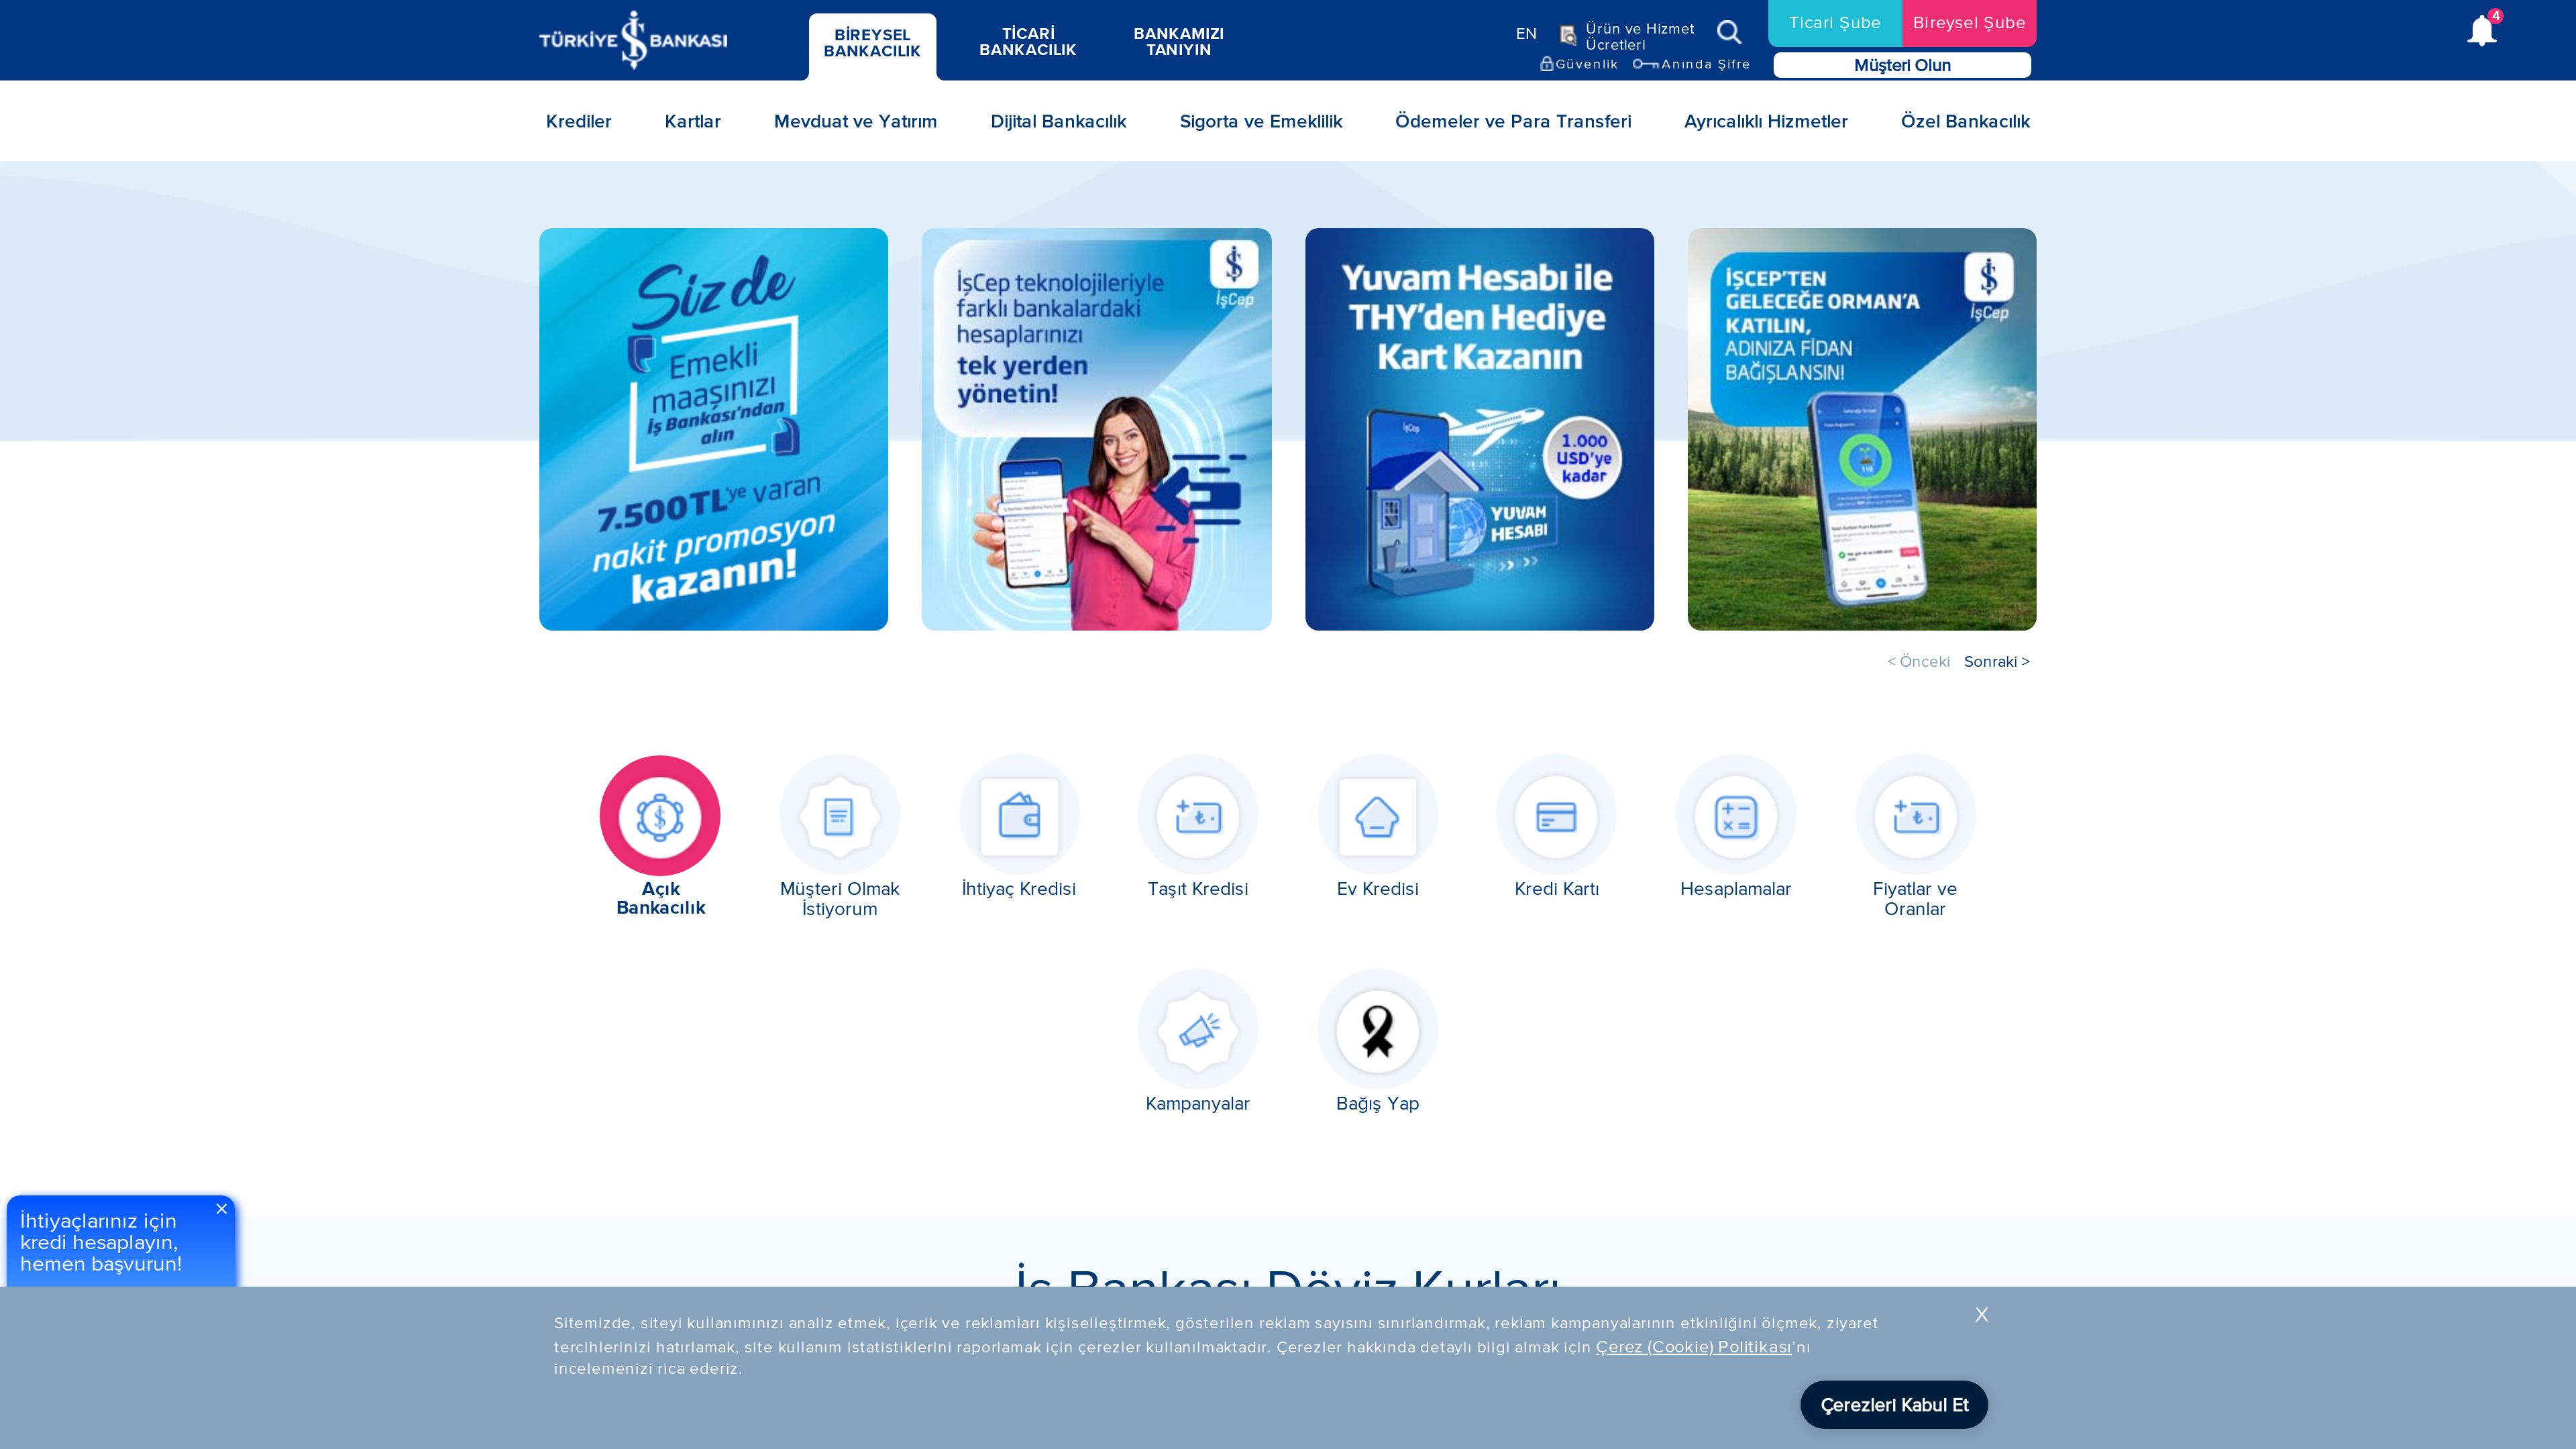 TÜRKİYE İŞ BANKASI
BİREYSEL
BANKACILIK
TİCARİ
BANKACILIK
BANKAMIZI
TANIYIN
EN
Ürün ve Hizmet
Ücretleri
Güvenlik
Anında Şifre
Ticari Şube
Bireysel Şube
Müşteri Olun
4
Krediler
Kartlar
Mevduat ve Yatırım
Dijital Bankacılık
Sigorta ve Emeklilik
Ödemeler ve Para Transferi
Ayrıcalıklı Hizmetler
Özel Bankacılık
Siz de
Emekli
maaşınızı
İş Bankası'ndan
alın
7.500TL'ye varan
nakit promosyon
kazanın!
İşCep teknolojileriyle
farklı bankalardaki
hesaplarınızı
tek yerden
yönetin!
İşCep
Yuvam Hesabı ile
THY'den Hediye
Kart Kazanın
İşCep
1.000
USD'ye
kadar
YUVAM
HESABI
İŞCEP'TEN
GELECEĞE ORMAN'A
KATILIN,
ADINIZA FİDAN
BAĞIŞLANSIN!
İşCep
< Önceki
Sonraki >
Açık
Bankacılık
Müşteri Olmak
İstiyorum
İhtiyaç Kredisi
Taşıt Kredisi
Ev Kredisi
Kredi Kartı
Hesaplamalar
Fiyatlar ve
Oranlar
Kampanyalar
Bağış Yap
İhtiyaçlarınız için
kredi hesaplayın,
hemen başvurun!
İş Bankası Döviz Kurları
Sitemizde, siteyi kullanımınızı analiz etmek, içerik ve reklamları kişiselleştirmek, gösterilen reklam sayısını sınırlandırmak, reklam kampanyalarının etkinliğini ölçmek, ziyaret
tercihlerinizi hatırlamak, site kullanım istatistiklerini raporlamak için çerezler kullanılmaktadır. Çerezler hakkında detaylı bilgi almak için Çerez (Cookie) Politikası'nı
incelemenizi rica ederiz.
X
Çerezleri Kabul Et